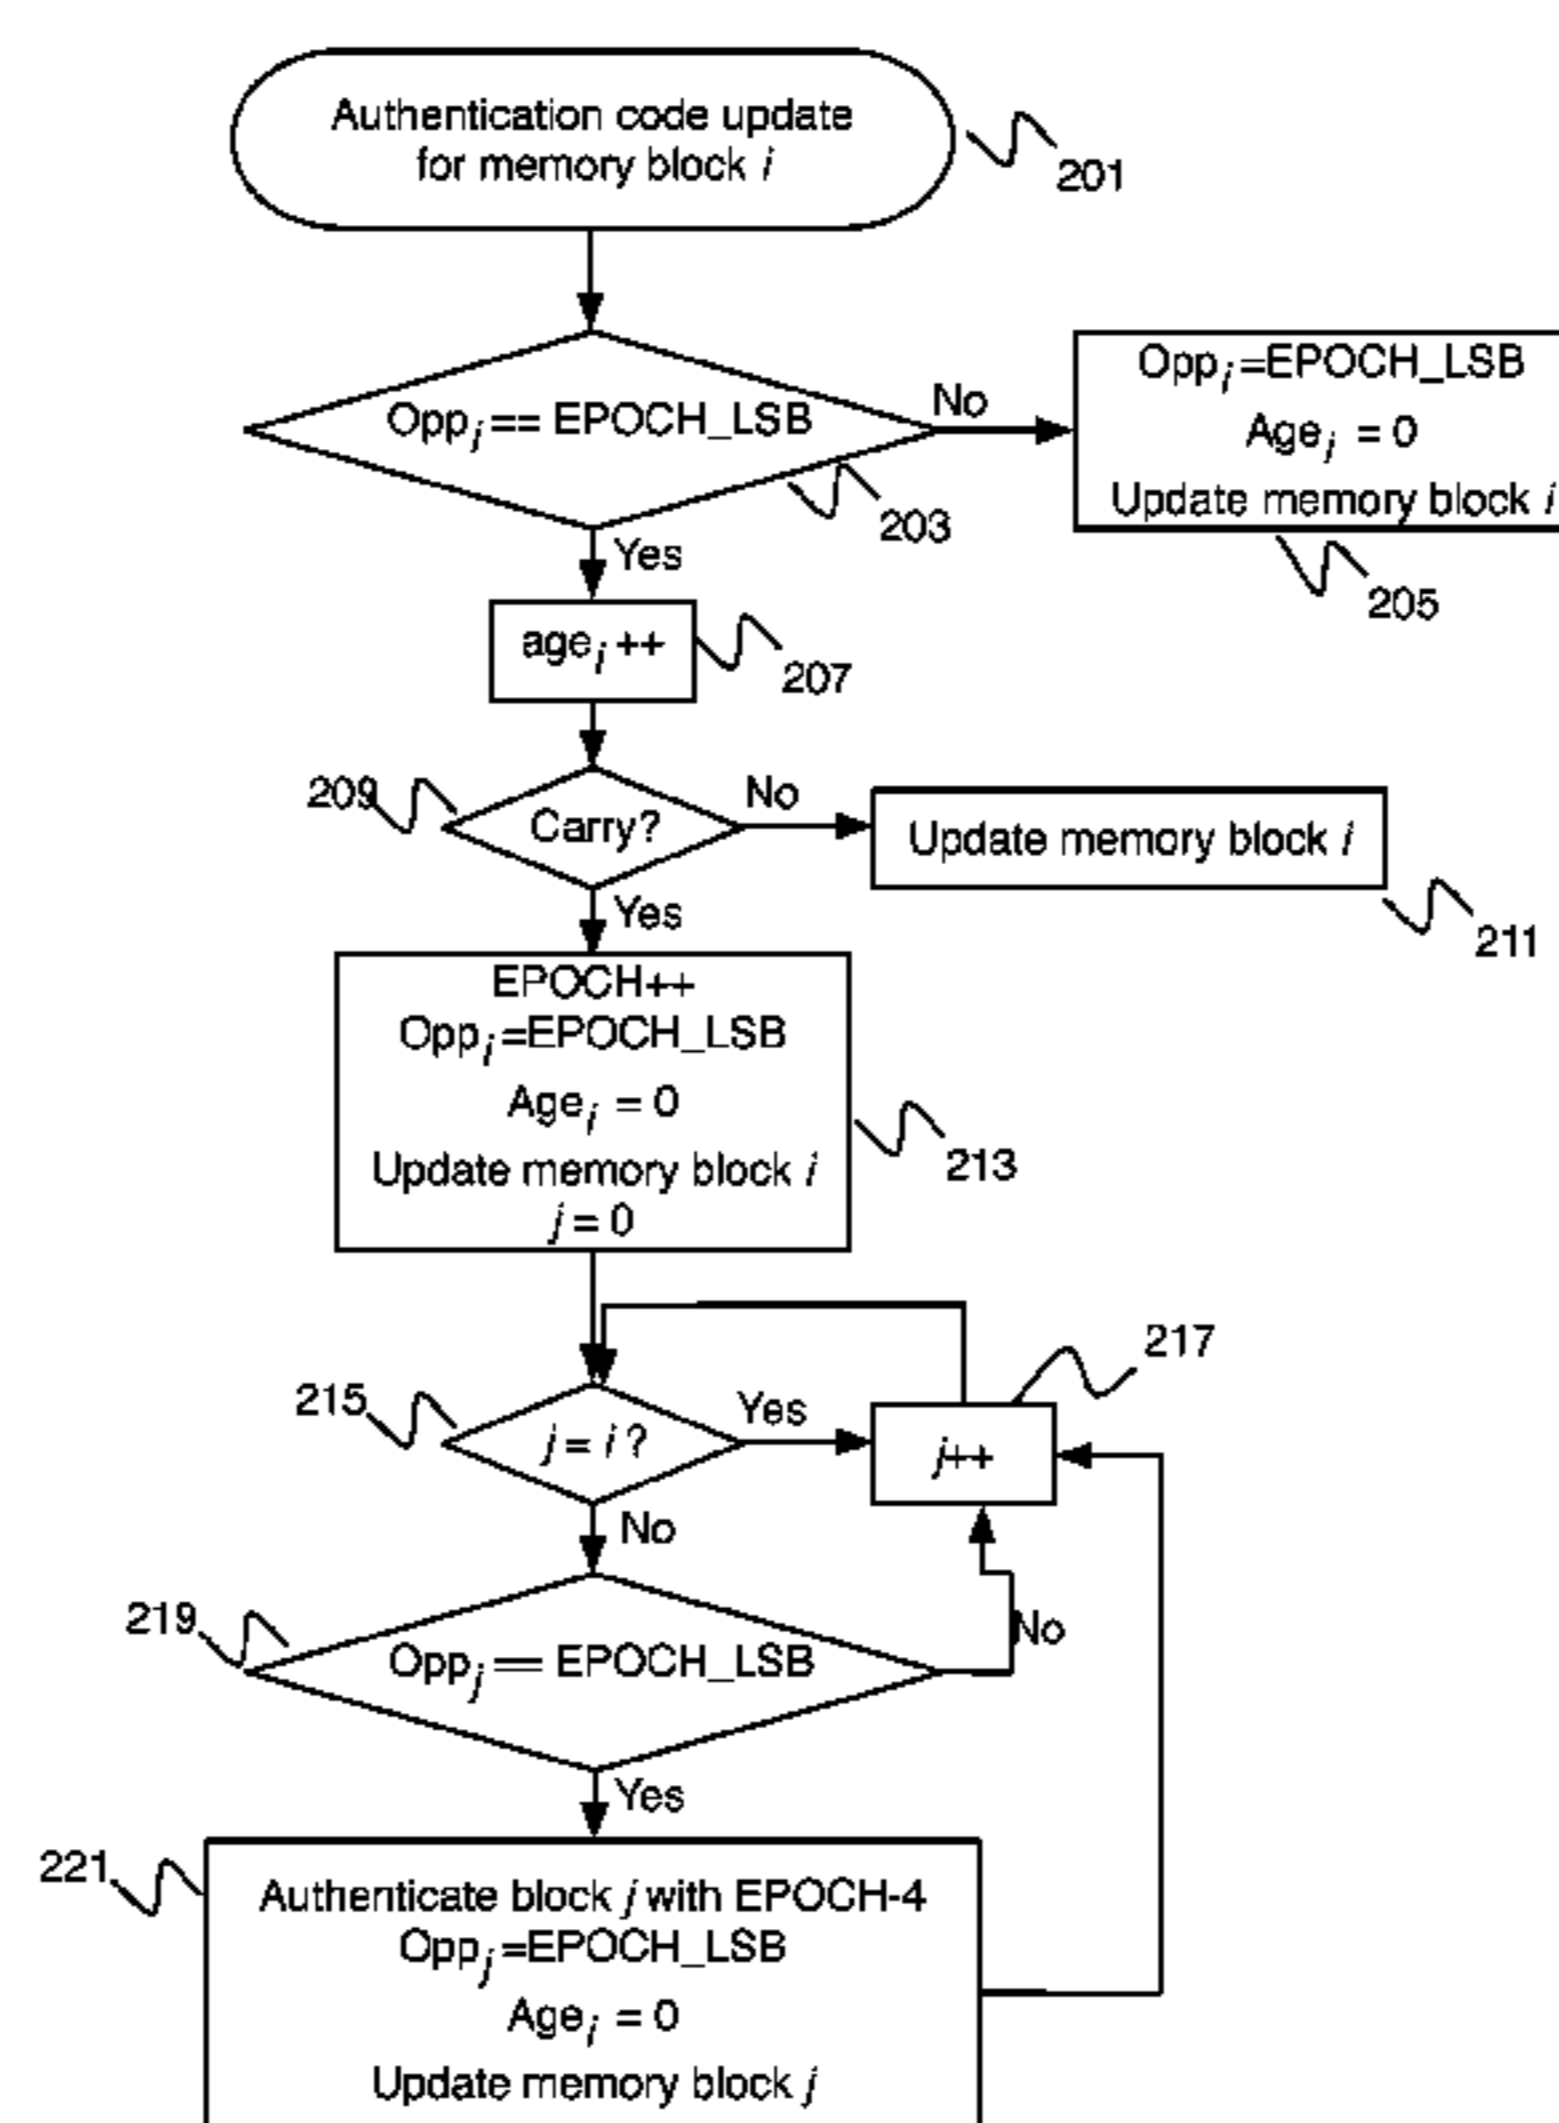 Authentication code update
for memory block i
201
Oppi == EPOCH_LSB
No
Oppi =EPOCH_LSB
Agei = 0
Update memory block i
203
205
Yes
agei ++
207
209
Carry?
No
Update memory block i
211
Yes
EPOCH++
Oppi =EPOCH_LSB
Agei = 0
Update memory block i
j = 0
213
215
j = i ?
Yes
217
j++
No
219
Oppj == EPOCH_LSB
No
Yes
221
Authenticate block j with EPOCH-4
Oppj =EPOCH_LSB
Agei = 0
Update memory block j